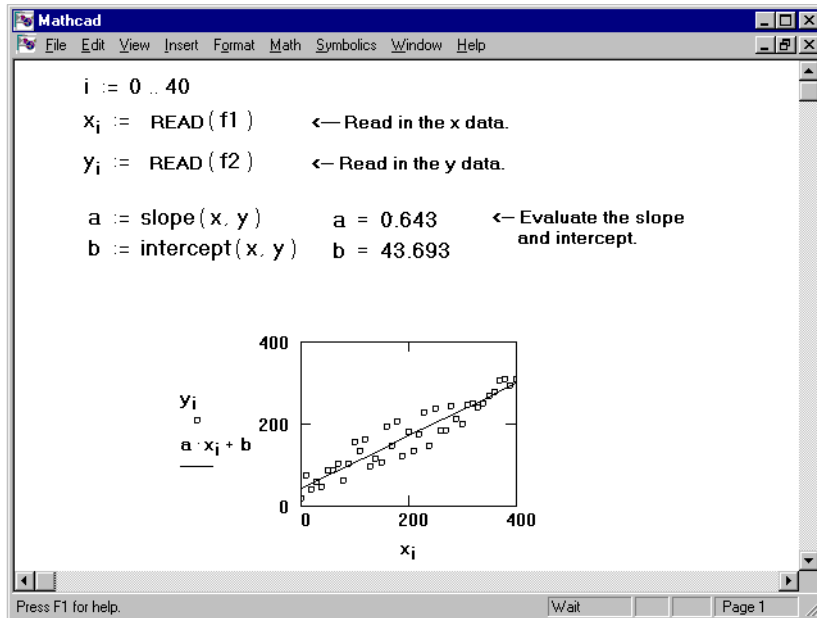 Mathcad
File Edit View Insert Format Math Symbolics Window Help
i := 0 .. 40
xi := READ(f1) <— Read in the x data.
yi := READ(f2) <— Read in the y data.
a := slope(x, y) a = 0.643 <— Evaluate the slope
b := intercept(x, y) b = 43.693 and intercept.
400
yi
200
a·xi + b
0
0 200 400
xi
Press F1 for help. Wait Page 1